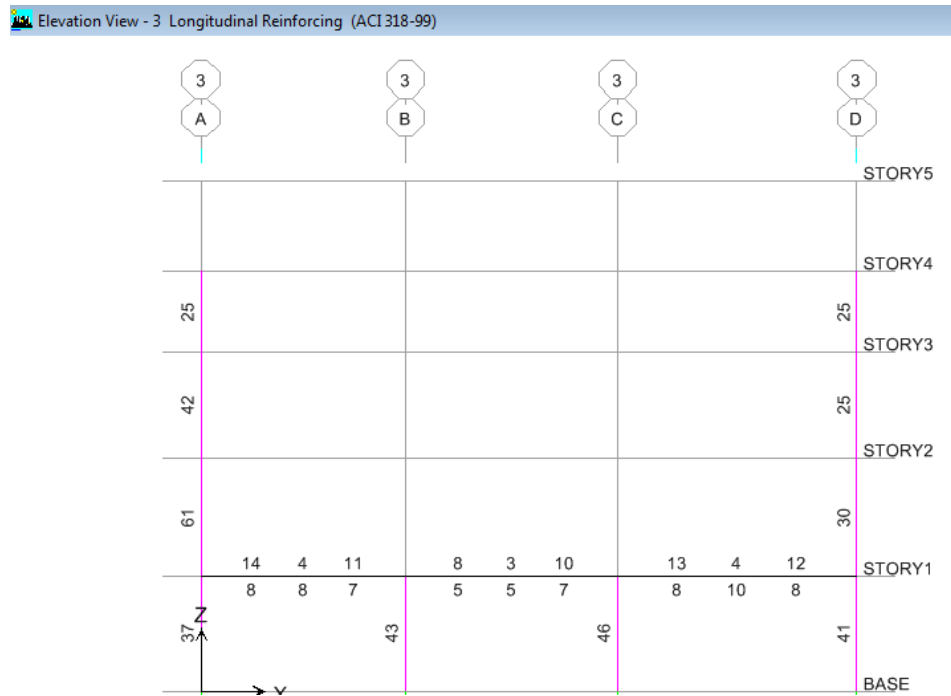 Elevation View - 3 Longitudinal Reinforcing (ACI 318-99)
3 3 3 3
A B C D
STORY5
STORY4
25 25
STORY3
42 25
STORY2
61 30
14 4 11 8 3 10 13 4 12
STORY1
8 8 7 5 5 7 8 10 8
Z
37 43 46 41
X
BASE